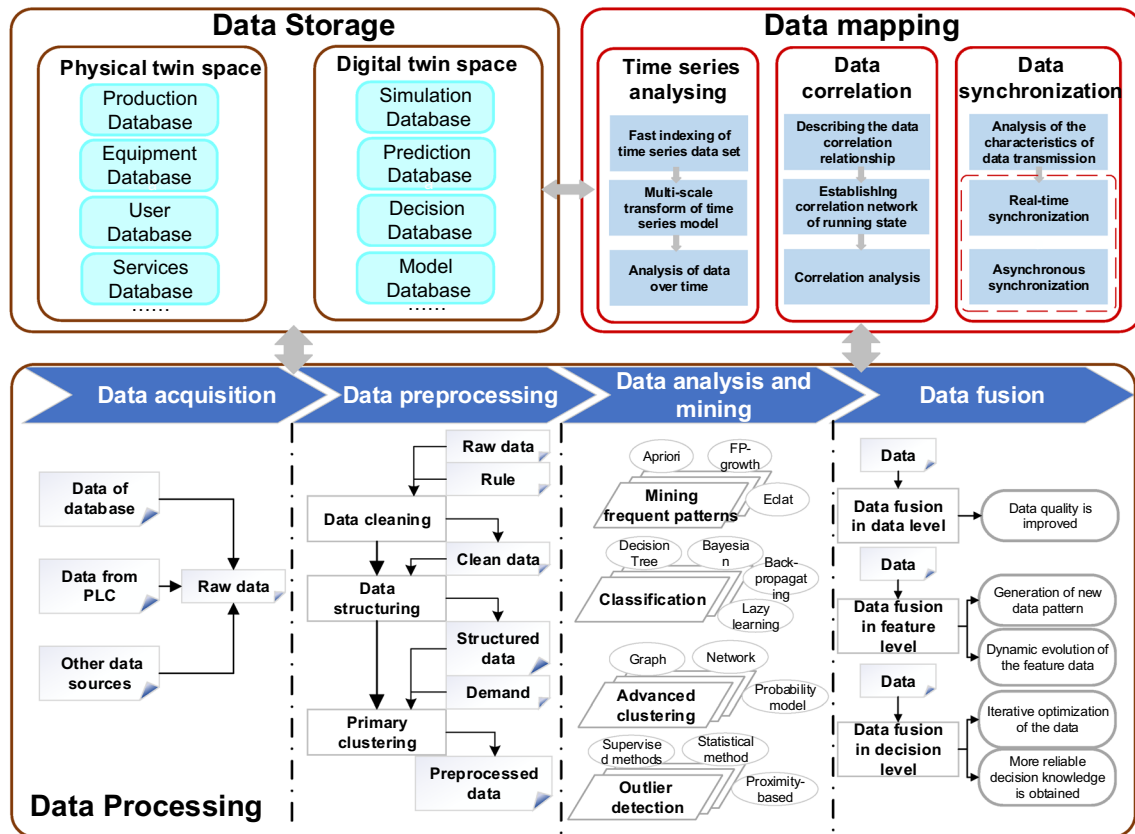 Data Storage
Physical twin space
Production
Database
Equipment
Database
User
Database
Services
Database
......
Digital twin space
Simulation
Database
Prediction
Database
Decision
Database
Model
Database
......
Data mapping
Time series
analysing
Fast indexing of
time series data set
Multi-scale
transform of time
series model
Analysis of data
over time
Data
correlation
Describing the data
correlation
relationship
EstablishIng
correlation network
of running state
Correlation analysis
Data
synchronization
Analysis of the
characteristics of
data transmission
Real-time
synchronization
Asynchronous
synchronization
Data acquisition
Data of
database
Data from
PLC
Other data
sources
Raw data
Data preprocessing
Raw data
Rule
Data cleaning
Clean data
Data
structuring
Structured
data
Demand
Primary
clustering
Preprocessed
data
Data analysis and
mining
Apriori
FP-
growth
Eclat
Mining
frequent patterns
Decision
Tree
Bayesia
n
Back-
propagat
ing
Lazy
learning
Classification
Graph
Network
Probability
model
Advanced
clustering
Supervise
d methods
Statistical
method
Proximity-
based
Outlier
detection
Data fusion
Data
Data fusion
in data level
Data quality is
improved
Data
Data fusion
in feature
level
Generation of new
data pattern
Dynamic evolution of
the feature data
Data
Data fusion
in decision
level
Iterative optimization
of the data
More reliable
decision knowledge
is obtained
Data Processing